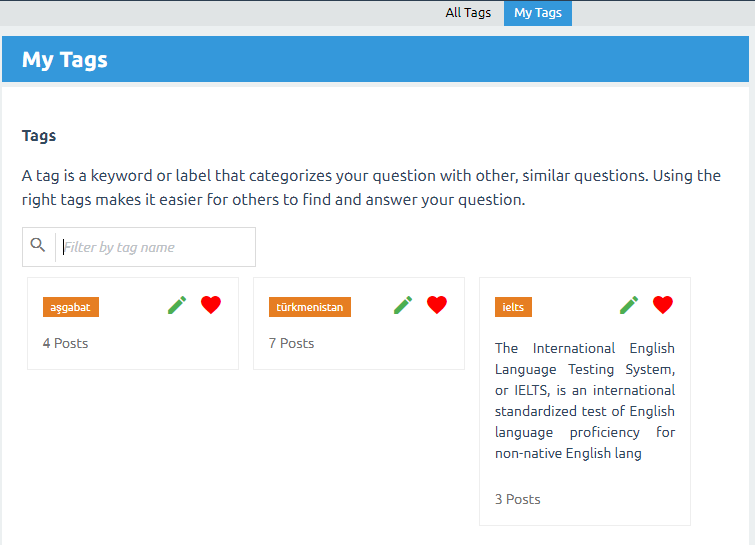 All Tags
My Tags
My Tags
Tags
A tag is a keyword or label that categorizes your question with other, similar questions. Using the
right tags makes it easier for others to find and answer your question.
Filter by tag name
aşgabat
4 Posts
türkmenistan
7 Posts
ielts
The International English
Language Testing System,
or IELTS, is an international
standardized test of English
language proficiency for
non-native English lang
3 Posts